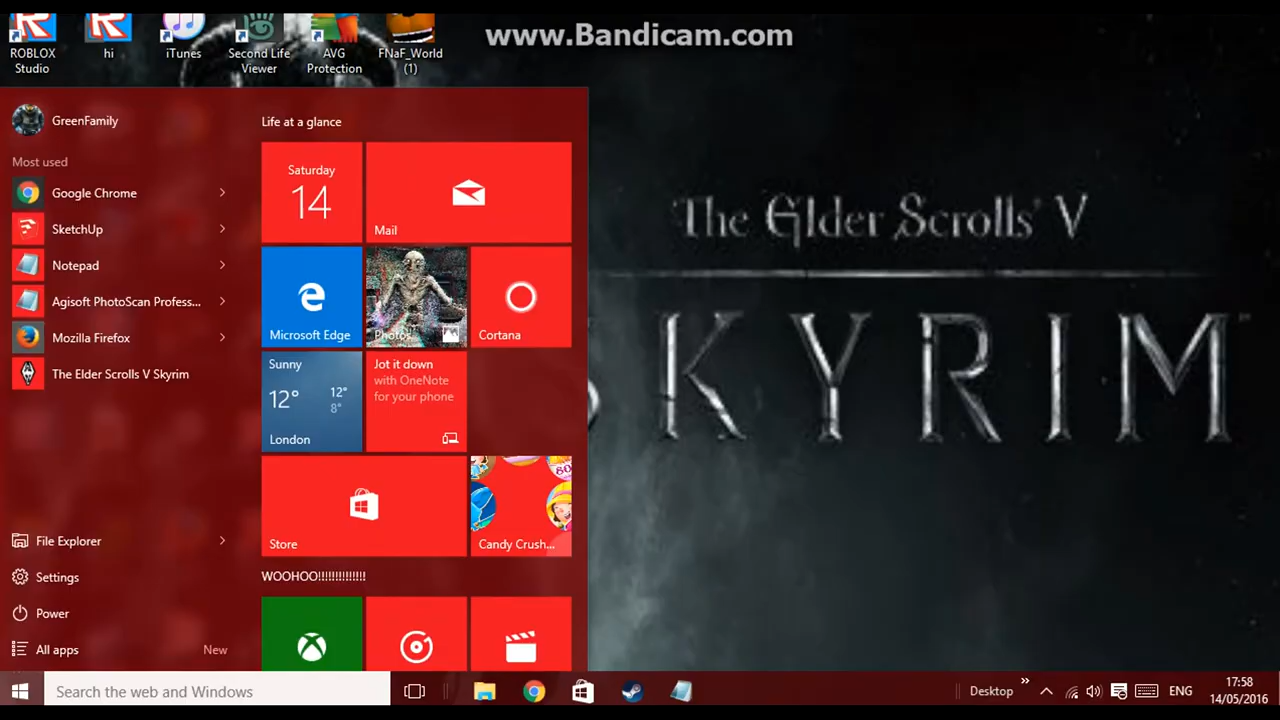 www.Bandicam.com
ROBLOX Studio
hi
iTunes
Second Life Viewer
AVG Protection
FNaF_World (1)
GreenFamily
Most used
Google Chrome
SketchUp
Notepad
Agisoft PhotoScan Profess...
Mozilla Firefox
The Elder Scrolls V Skyrim
File Explorer
Settings
Power
All apps
New
Life at a glance
Saturday
14
Mail
Microsoft Edge
Photos
Cortana
Sunny
12°
12°
8°
London
Jot it down
with OneNote
for your phone
Store
Candy Crush...
WOOHOO!!!!!!!!!!!!!!
The Elder Scrolls V
SKYRIM
Search the web and Windows
Desktop
ENG
17:58
14/05/2016